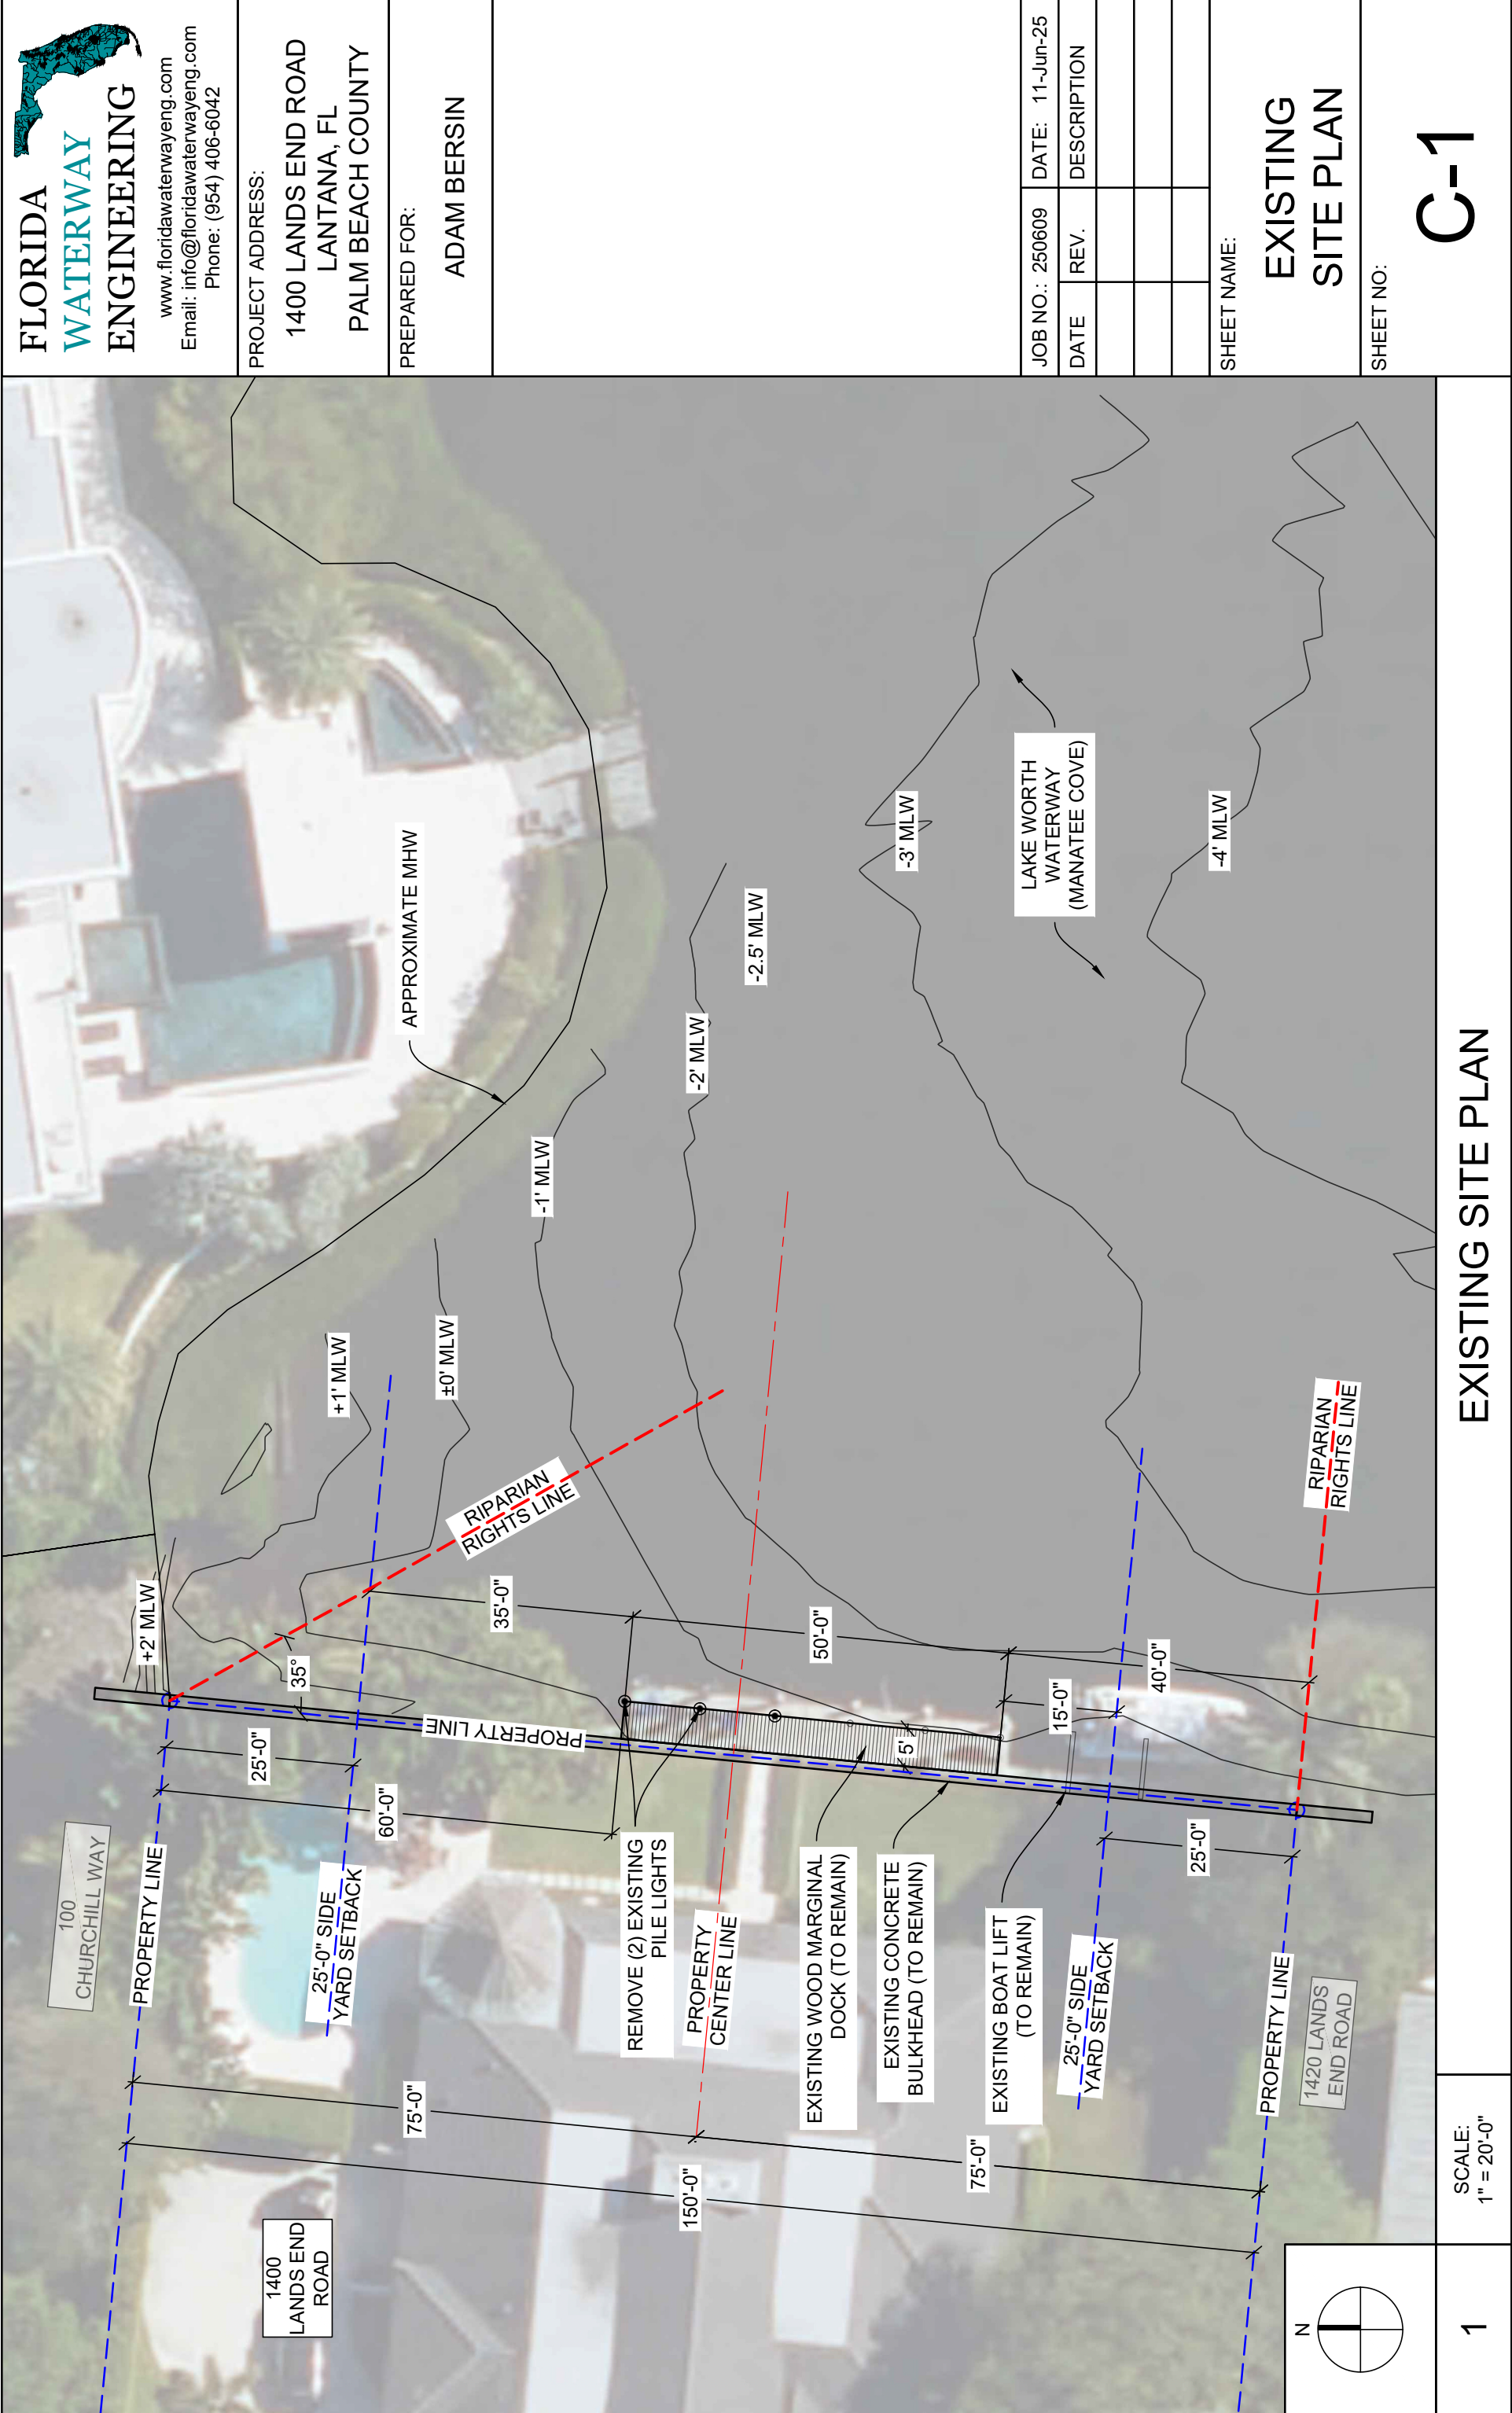 FLORIDA
WATERWAY
ENGINEERING
www.floridawaterwayeng.com
Email: info@floridawaterwayeng.com
Phone: (954) 406-6042
PROJECT ADDRESS:
1400 LANDS END ROAD
LANTANA, FL
PALM BEACH COUNTY
PREPARED FOR:
ADAM BERSIN
JOB NO.: 250609
DATE: 11-Jun-25
DATE
REV.
DESCRIPTION
SHEET NAME:
EXISTING
SITE PLAN
SHEET NO:
C-1
100
CHURCHILL WAY
PROPERTY LINE
+2' MLW
25'-0"
35°
60'-0"
25'-0" SIDE
YARD SETBACK
+1' MLW
±0' MLW
APPROXIMATE MHW
RIPARIAN
RIGHTS LINE
PROPERTY LINE
35'-0"
-1' MLW
-2' MLW
-2.5' MLW
1400
LANDS END
ROAD
75'-0"
150'-0"
75'-0"
REMOVE (2) EXISTING
PILE LIGHTS
PROPERTY
CENTER LINE
50'-0"
EXISTING WOOD MARGINAL
DOCK (TO REMAIN)
5'
EXISTING CONCRETE
BULKHEAD (TO REMAIN)
-3' MLW
EXISTING BOAT LIFT
(TO REMAIN)
15'-0"
40'-0"
LAKE WORTH
WATERWAY
(MANATEE COVE)
25'-0" SIDE
YARD SETBACK
25'-0"
-4' MLW
PROPERTY LINE
RIPARIAN
RIGHTS LINE
1420 LANDS
END ROAD
N
1
SCALE:
1" = 20'-0"
EXISTING SITE PLAN